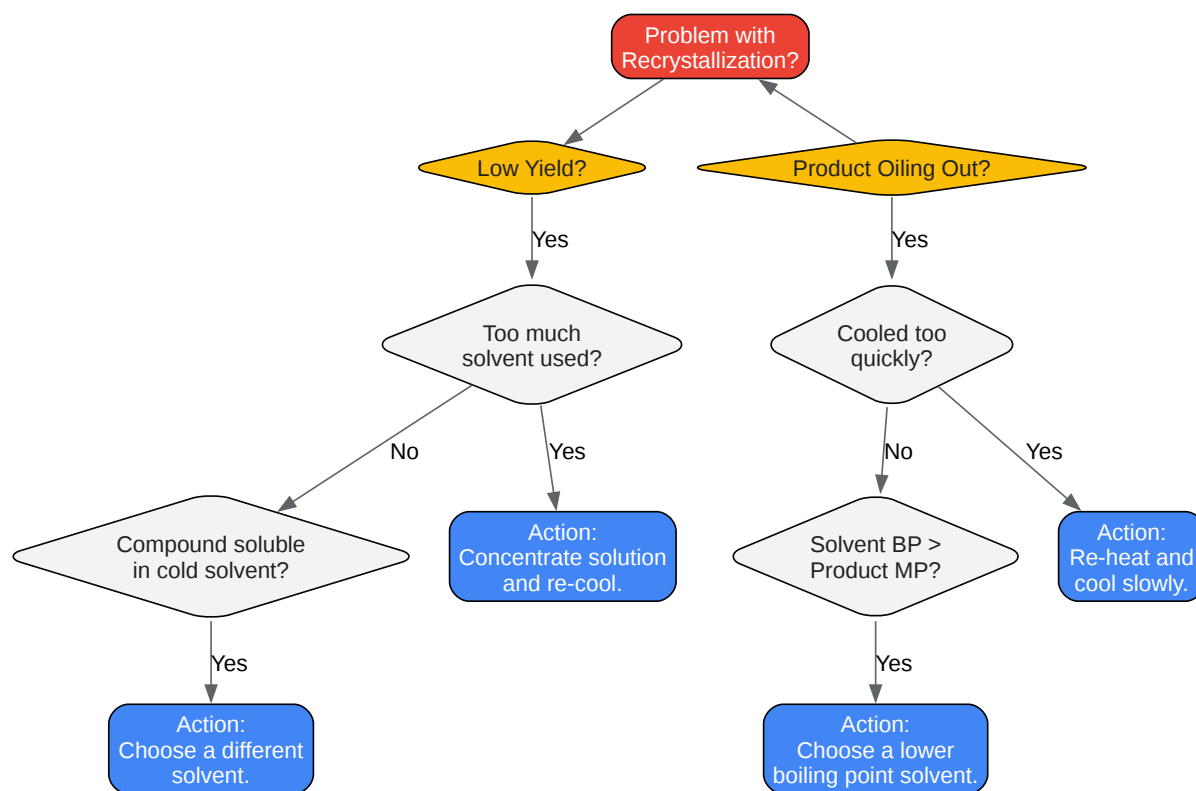 Problem with
Recrystallization?
Low Yield?
Product Oiling Out?
Yes
Yes
Too much
solvent used?
Cooled too
quickly?
No
Yes
No
Yes
Compound soluble
in cold solvent?
Action:
Concentrate solution
and re-cool.
Solvent BP >
Product MP?
Action:
Re-heat and
cool slowly.
Yes
Yes
Action:
Choose a different
solvent.
Action:
Choose a lower
boiling point solvent.